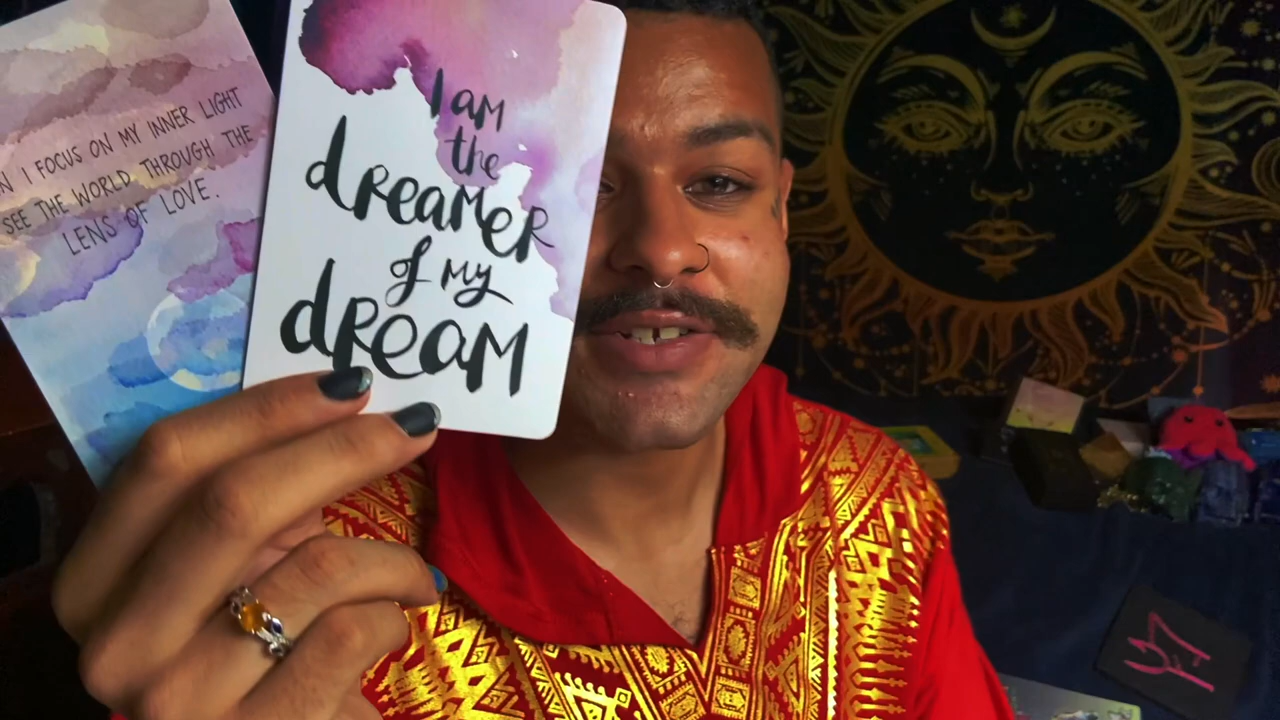 N I FOCUS ON MY INNER LIGHT
SEE THE WORLD THROUGH THE
LENS OF LOVE.
I am
the
dreamer
of my
dream